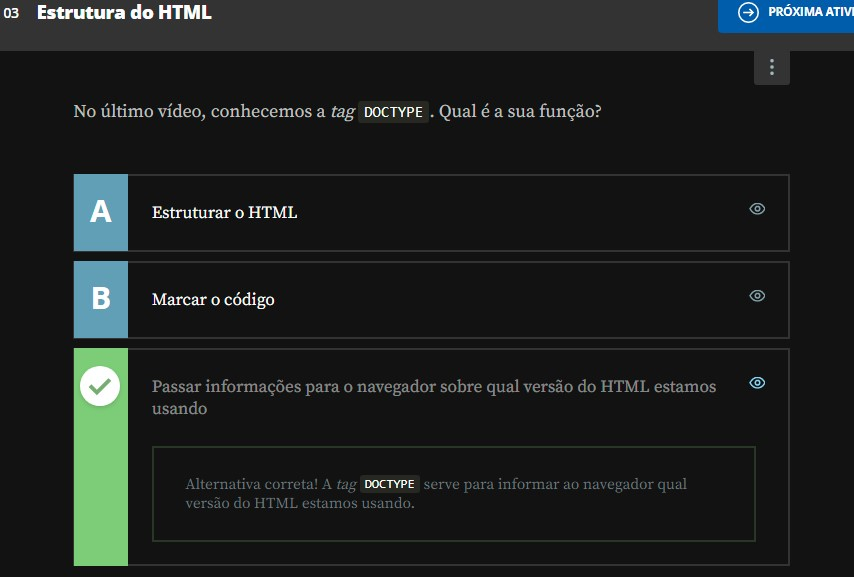 03 Estrutura do HTML
PRÓXIMA ATIV
No último vídeo, conhecemos a tag DOCTYPE. Qual é a sua função?
A
Estruturar o HTML
B
Marcar o código
Passar informações para o navegador sobre qual versão do HTML estamos
usando
Alternativa correta! A tag DOCTYPE serve para informar ao navegador qual
versão do HTML estamos usando.